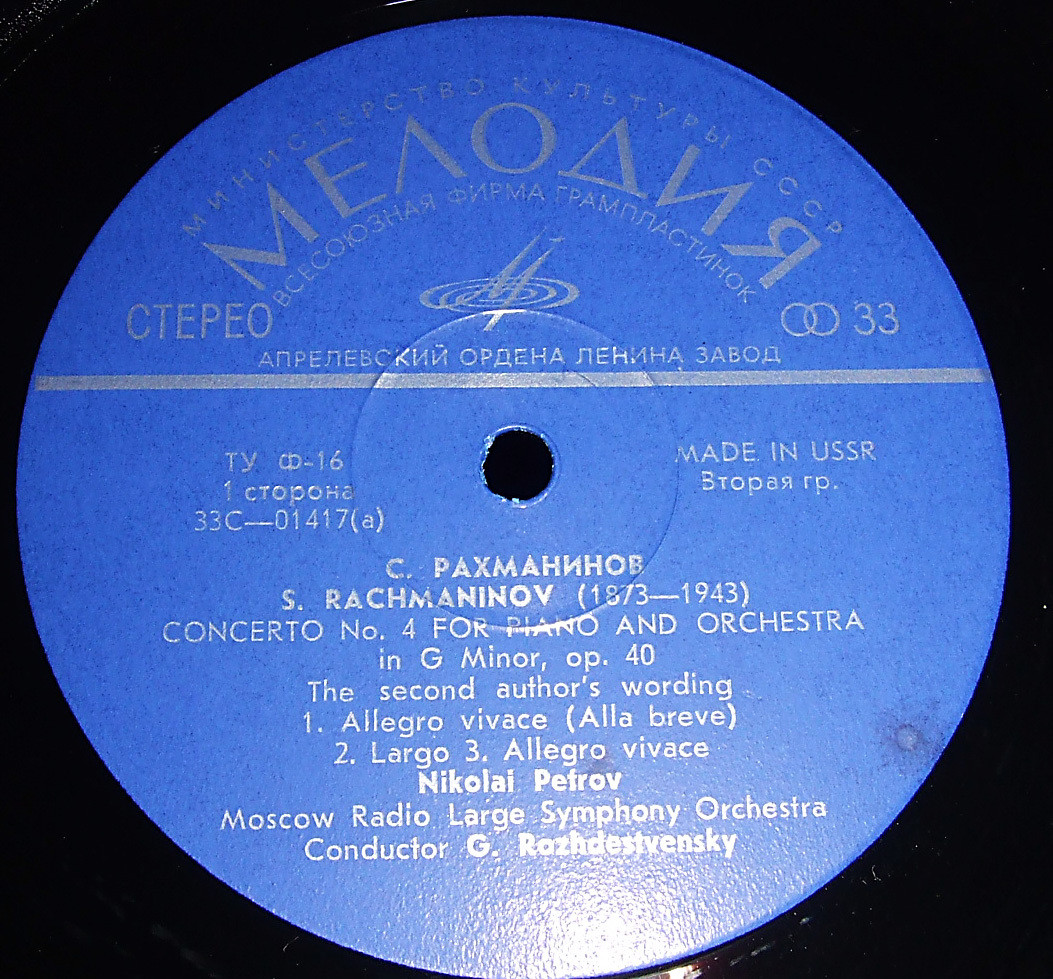 МИНИСТЕРСТВО КУЛЬТУРЫ СССР
МЕЛОДИЯ
ВСЕСОЮЗНАЯ ФИРМА ГРАМПЛАСТИНОК
СТЕРЕО
33
АПРЕЛЕВСКИЙ ОРДЕНА ЛЕНИНА ЗАВОД
ТУ Ф-16
1 сторона
33С—01417(а)
MADE IN USSR
Вторая гр.
С. РАХМАНИНОВ
S. RACHMANINOV (1873—1943)
CONCERTO No. 4 FOR PIANO AND ORCHESTRA
in G Minor, op. 40
The second author's wording
1. Allegro vivace (Alla breve)
2. Largo 3. Allegro vivace
Nikolai Petrov
Moscow Radio Large Symphony Orchestra
Conductor G. Rozhdestvensky